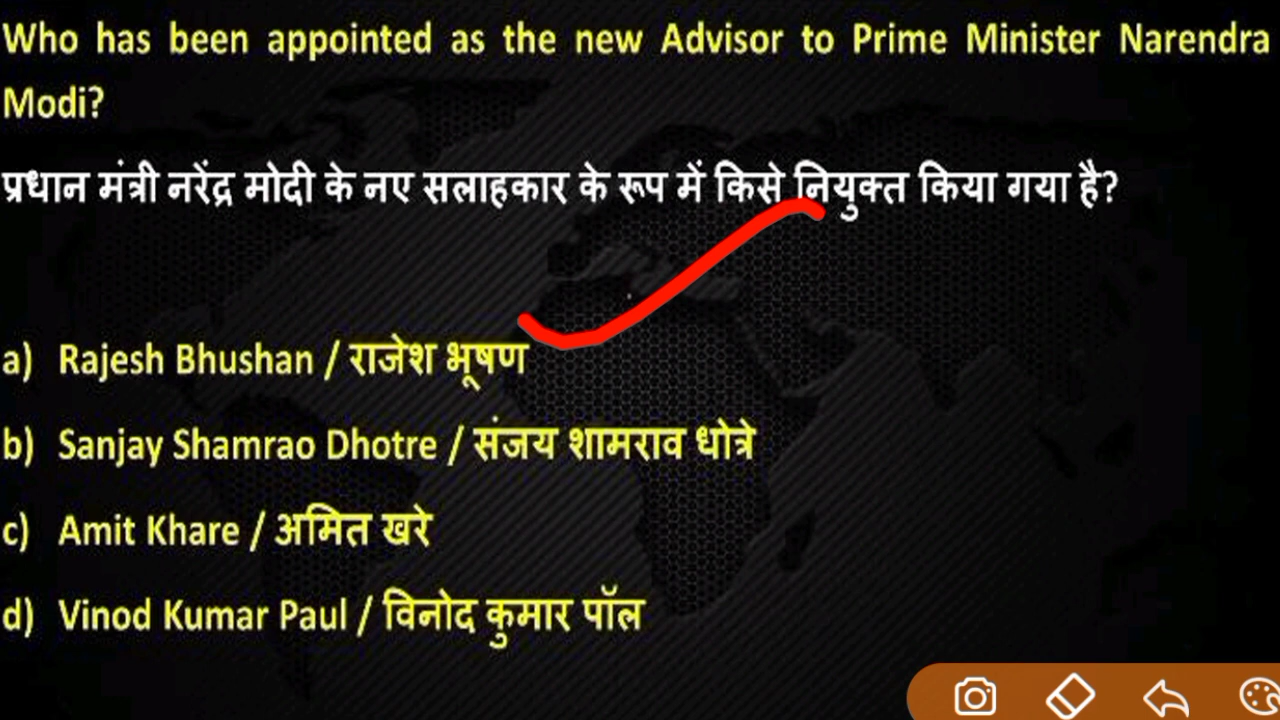 Who has been appointed as the new Advisor to Prime Minister Narendra
Modi?
प्रधान मंत्री नरेंद्र मोदी के नए सलाहकार के रूप में किसे नियुक्त किया गया है?
a) Rajesh Bhushan / राजेश भूषण
b) Sanjay Shamrao Dhotre / संजय शामराव धोत्रे
c) Amit Khare / अमित खरे
d) Vinod Kumar Paul / विनोद कुमार पॉल